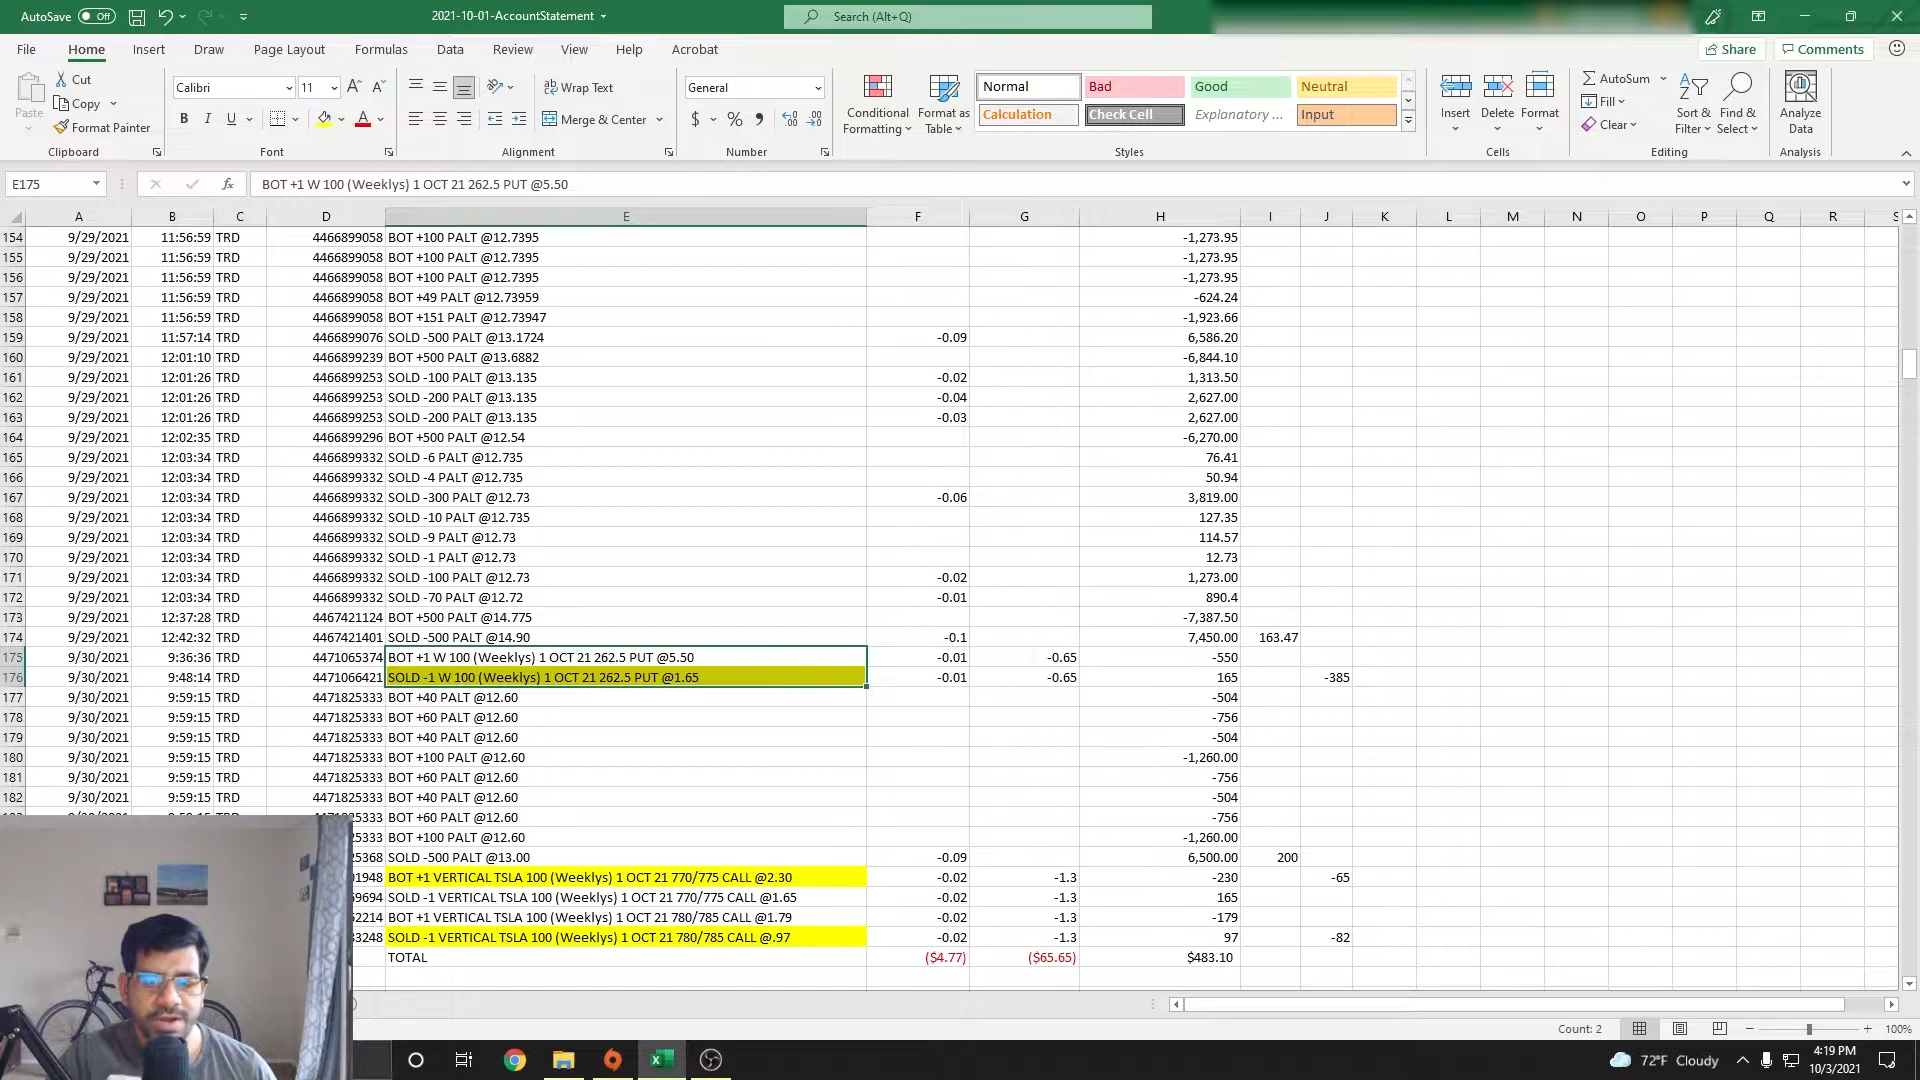 AutoSave Off 2021-10-01-AccountStatement Search (Alt+Q)
File Home Insert Draw Page Layout Formulas Data Review View Help Acrobat Share Comments
Paste Cut Copy Format Painter Clipboard
Calibri 11 A A B I U A Font
ab Wrap Text Merge & Center Alignment
General $ % Number
Conditional Formatting Format as Table Normal Bad Good Neutral
Calculation Check Cell Explanatory ... Input Styles
Insert Delete Format Cells
AutoSum Fill Clear Sort & Filter Find & Select Editing
Analyze Data Analysis
E175 fx BOT +1 W 100 (Weeklys) 1 OCT 21 262.5 PUT @5.50
A B C D E F G H I J K L M N O P Q R S
154 9/29/2021 11:56:59 TRD 4466899058 BOT +100 PALT @12.7395 -1,273.95
155 9/29/2021 11:56:59 TRD 4466899058 BOT +100 PALT @12.7395 -1,273.95
156 9/29/2021 11:56:59 TRD 4466899058 BOT +100 PALT @12.7395 -1,273.95
157 9/29/2021 11:56:59 TRD 4466899058 BOT +49 PALT @12.73959 -624.24
158 9/29/2021 11:56:59 TRD 4466899058 BOT +151 PALT @12.73947 -1,923.66
159 9/29/2021 11:57:14 TRD 4466899076 SOLD -500 PALT @13.1724 -0.09 6,586.20
160 9/29/2021 12:01:10 TRD 4466899239 BOT +500 PALT @13.6882 -6,844.10
161 9/29/2021 12:01:26 TRD 4466899253 SOLD -100 PALT @13.135 -0.02 1,313.50
162 9/29/2021 12:01:26 TRD 4466899253 SOLD -200 PALT @13.135 -0.04 2,627.00
163 9/29/2021 12:01:26 TRD 4466899253 SOLD -200 PALT @13.135 -0.03 2,627.00
164 9/29/2021 12:02:35 TRD 4466899296 BOT +500 PALT @12.54 -6,270.00
165 9/29/2021 12:03:34 TRD 4466899332 SOLD -6 PALT @12.735 76.41
166 9/29/2021 12:03:34 TRD 4466899332 SOLD -4 PALT @12.735 50.94
167 9/29/2021 12:03:34 TRD 4466899332 SOLD -300 PALT @12.73 -0.06 3,819.00
168 9/29/2021 12:03:34 TRD 4466899332 SOLD -10 PALT @12.735 127.35
169 9/29/2021 12:03:34 TRD 4466899332 SOLD -9 PALT @12.73 114.57
170 9/29/2021 12:03:34 TRD 4466899332 SOLD -1 PALT @12.73 12.73
171 9/29/2021 12:03:34 TRD 4466899332 SOLD -100 PALT @12.73 -0.02 1,273.00
172 9/29/2021 12:03:34 TRD 4466899332 SOLD -70 PALT @12.72 -0.01 890.4
173 9/29/2021 12:37:28 TRD 4467421124 BOT +500 PALT @14.775 -7,387.50
174 9/29/2021 12:42:32 TRD 4467421401 SOLD -500 PALT @14.90 -0.1 7,450.00 163.47
175 9/30/2021 9:36:36 TRD 4471065374 BOT +1 W 100 (Weeklys) 1 OCT 21 262.5 PUT @5.50 -0.01 -0.65 -550
176 9/30/2021 9:48:14 TRD 4471066421 SOLD -1 W 100 (Weeklys) 1 OCT 21 262.5 PUT @1.65 -0.01 -0.65 165 -385
177 9/30/2021 9:59:15 TRD 4471825333 BOT +40 PALT @12.60 -504
178 9/30/2021 9:59:15 TRD 4471825333 BOT +60 PALT @12.60 -756
179 9/30/2021 9:59:15 TRD 4471825333 BOT +40 PALT @12.60 -504
180 9/30/2021 9:59:15 TRD 4471825333 BOT +100 PALT @12.60 -1,260.00
181 9/30/2021 9:59:15 TRD 4471825333 BOT +60 PALT @12.60 -756
182 9/30/2021 9:59:15 TRD 4471825333 BOT +40 PALT @12.60 -504
BOT +60 PALT @12.60 -756
25333 BOT +100 PALT @12.60 -1,260.00
25368 SOLD -500 PALT @13.00 -0.09 6,500.00 200
01948 BOT +1 VERTICAL TSLA 100 (Weeklys) 1 OCT 21 770/775 CALL @2.30 -0.02 -1.3 -230 -65
69694 SOLD -1 VERTICAL TSLA 100 (Weeklys) 1 OCT 21 770/775 CALL @1.65 -0.02 -1.3 165
62214 BOT +1 VERTICAL TSLA 100 (Weeklys) 1 OCT 21 780/785 CALL @1.79 -0.02 -1.3 -179
33248 SOLD -1 VERTICAL TSLA 100 (Weeklys) 1 OCT 21 780/785 CALL @.97 -0.02 -1.3 97 -82
TOTAL ($4.77) ($65.65) $483.10
Count: 2 100%
72°F Cloudy 4:19 PM
10/3/2021